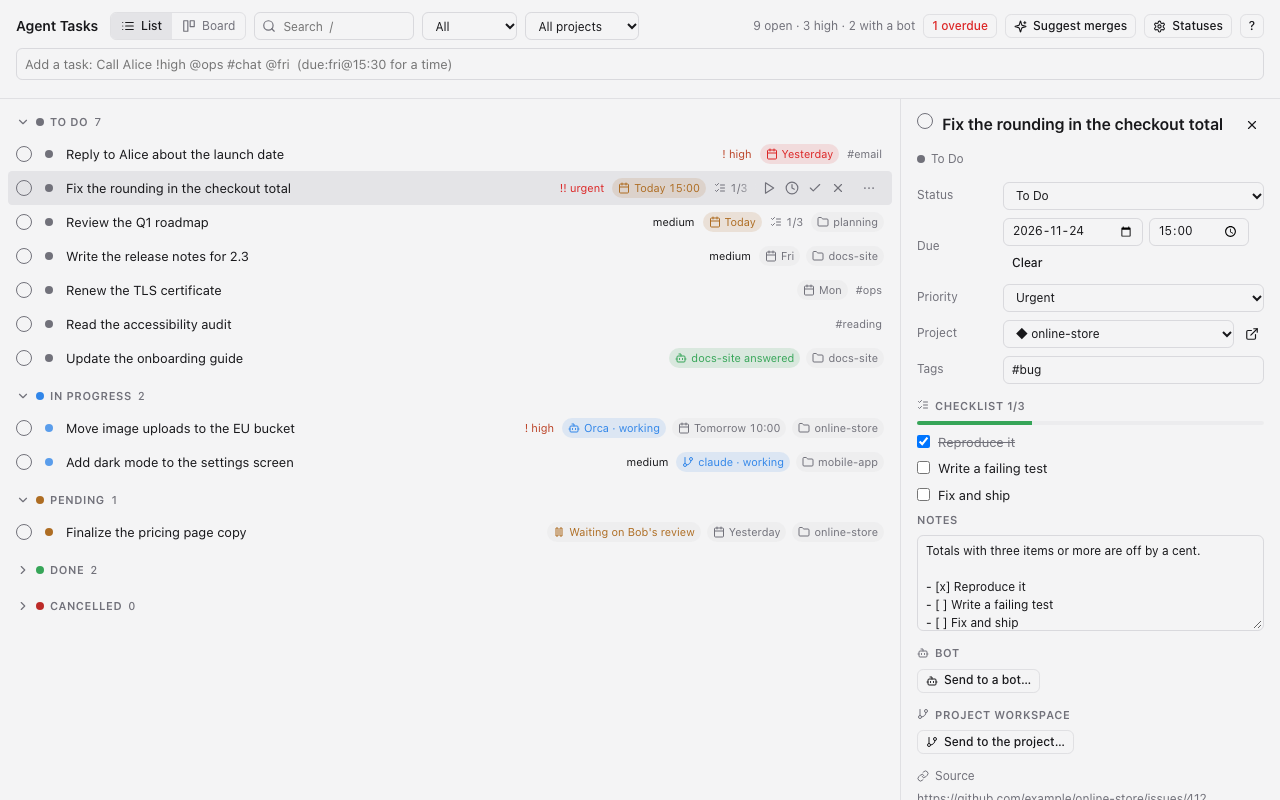 Agent Tasks List Board Search / All All projects 9 open · 3 high · 2 with a bot 1 overdue Suggest merges Statuses ?
Add a task: Call Alice !high @ops #chat @fri (due:fri@15:30 for a time)
TO DO 7
Reply to Alice about the launch date ! high Yesterday #email
Fix the rounding in the checkout total !! urgent Today 15:00 1/3 ...
Review the Q1 roadmap medium Today 1/3 planning
Write the release notes for 2.3 medium Fri docs-site
Renew the TLS certificate Mon #ops
Read the accessibility audit #reading
Update the onboarding guide docs-site answered docs-site
IN PROGRESS 2
Move image uploads to the EU bucket ! high Orca · working Tomorrow 10:00 online-store
Add dark mode to the settings screen medium claude · working mobile-app
PENDING 1
Finalize the pricing page copy Waiting on Bob's review Yesterday online-store
DONE 2
CANCELLED 0
Fix the rounding in the checkout total
To Do
Status To Do
Due 2026-11-24 15:00
Clear
Priority Urgent
Project ◆ online-store
Tags #bug
CHECKLIST 1/3
Reproduce it
Write a failing test
Fix and ship
NOTES
Totals with three items or more are off by a cent.
- [x] Reproduce it
- [ ] Write a failing test
- [ ] Fix and ship
BOT
Send to a bot...
PROJECT WORKSPACE
Send to the project...
Source
https://github.com/example/online-store/issues/412